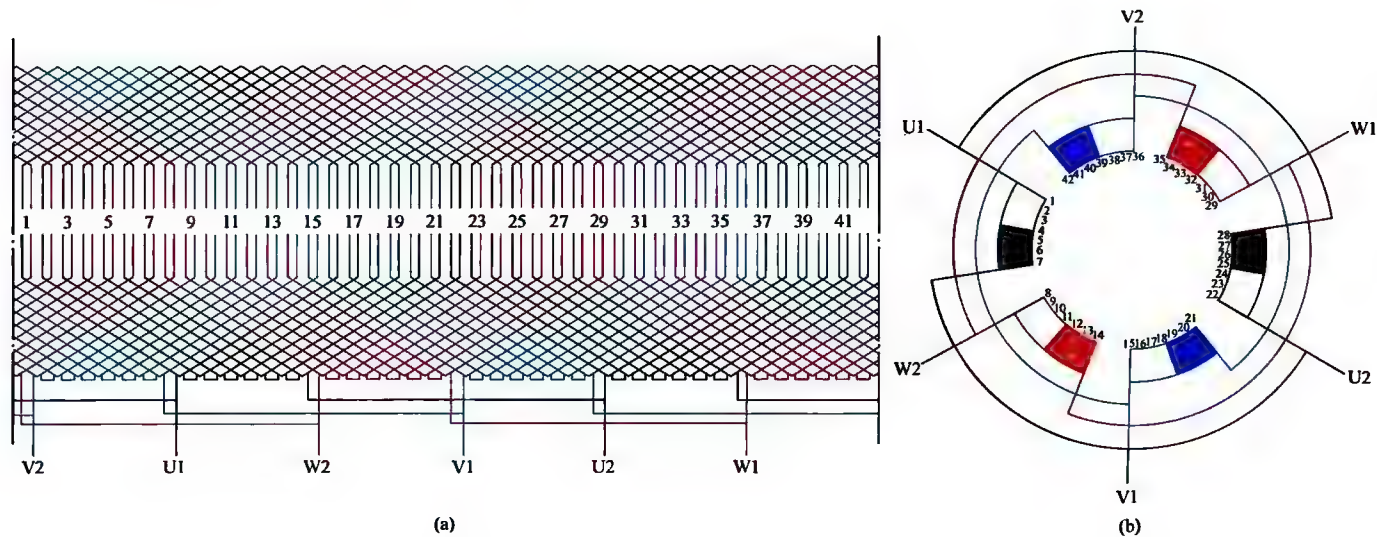 1 3 5 7 9 11 13 15 17 19 21 23 25 27 29 31 33 35 37 39 41
V2 U1 W2 V1 U2 W1
(a)
V2
U1
W1
42 41 40 39 38 37 36
35 34 33 32 31 30 29
1 2 3 4 5 6 7
28 27 26 25 24 23 22
8 9 10 11 12 13 14
15 16 17 18 19 20 21
W2
U2
V1
(b)